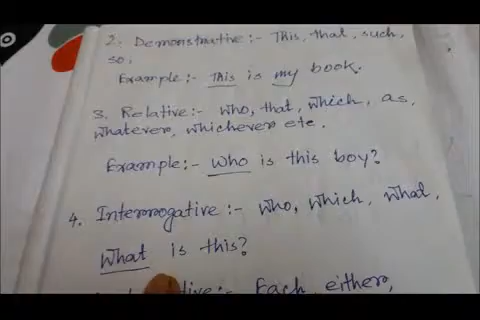 2. Demonstrative:- This, that, such,
so,
Example:- This is my book.
3. Relative:- Who, that, which, as,
whatever, whichever etc.
Example:- Who is this boy?
4. Interrogative:- Who, which, what,
What is this?
Each, either,